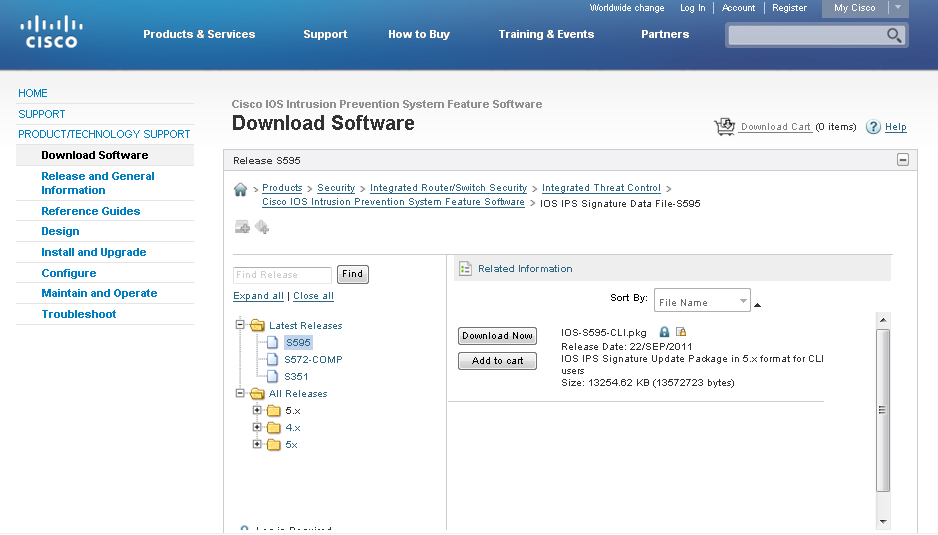 Worldwide change Log In Account Register My Cisco
CISCO
Products & Services Support How to Buy Training & Events Partners
HOME
SUPPORT
PRODUCT/TECHNOLOGY SUPPORT
Download Software
Release and General
Information
Reference Guides
Design
Install and Upgrade
Configure
Maintain and Operate
Troubleshoot
Cisco IOS Intrusion Prevention System Feature Software
Download Software
Download Cart (0 items) Help
Release S595
Products > Security > Integrated Router/Switch Security > Integrated Threat Control >
Cisco IOS Intrusion Prevention System Feature Software > IOS IPS Signature Data File-S595
Find Release Find
Expand all | Close all
Latest Releases
S595
S572-COMP
S351
All Releases
5.x
4.x
5x
Log in Required
Related Information
Sort By: File Name
Download Now
Add to cart
IOS-S595-CLI.pkg
Release Date: 22/SEP/2011
IOS IPS Signature Update Package in 5.x format for CLI
users
Size: 13254.62 KB (13572723 bytes)